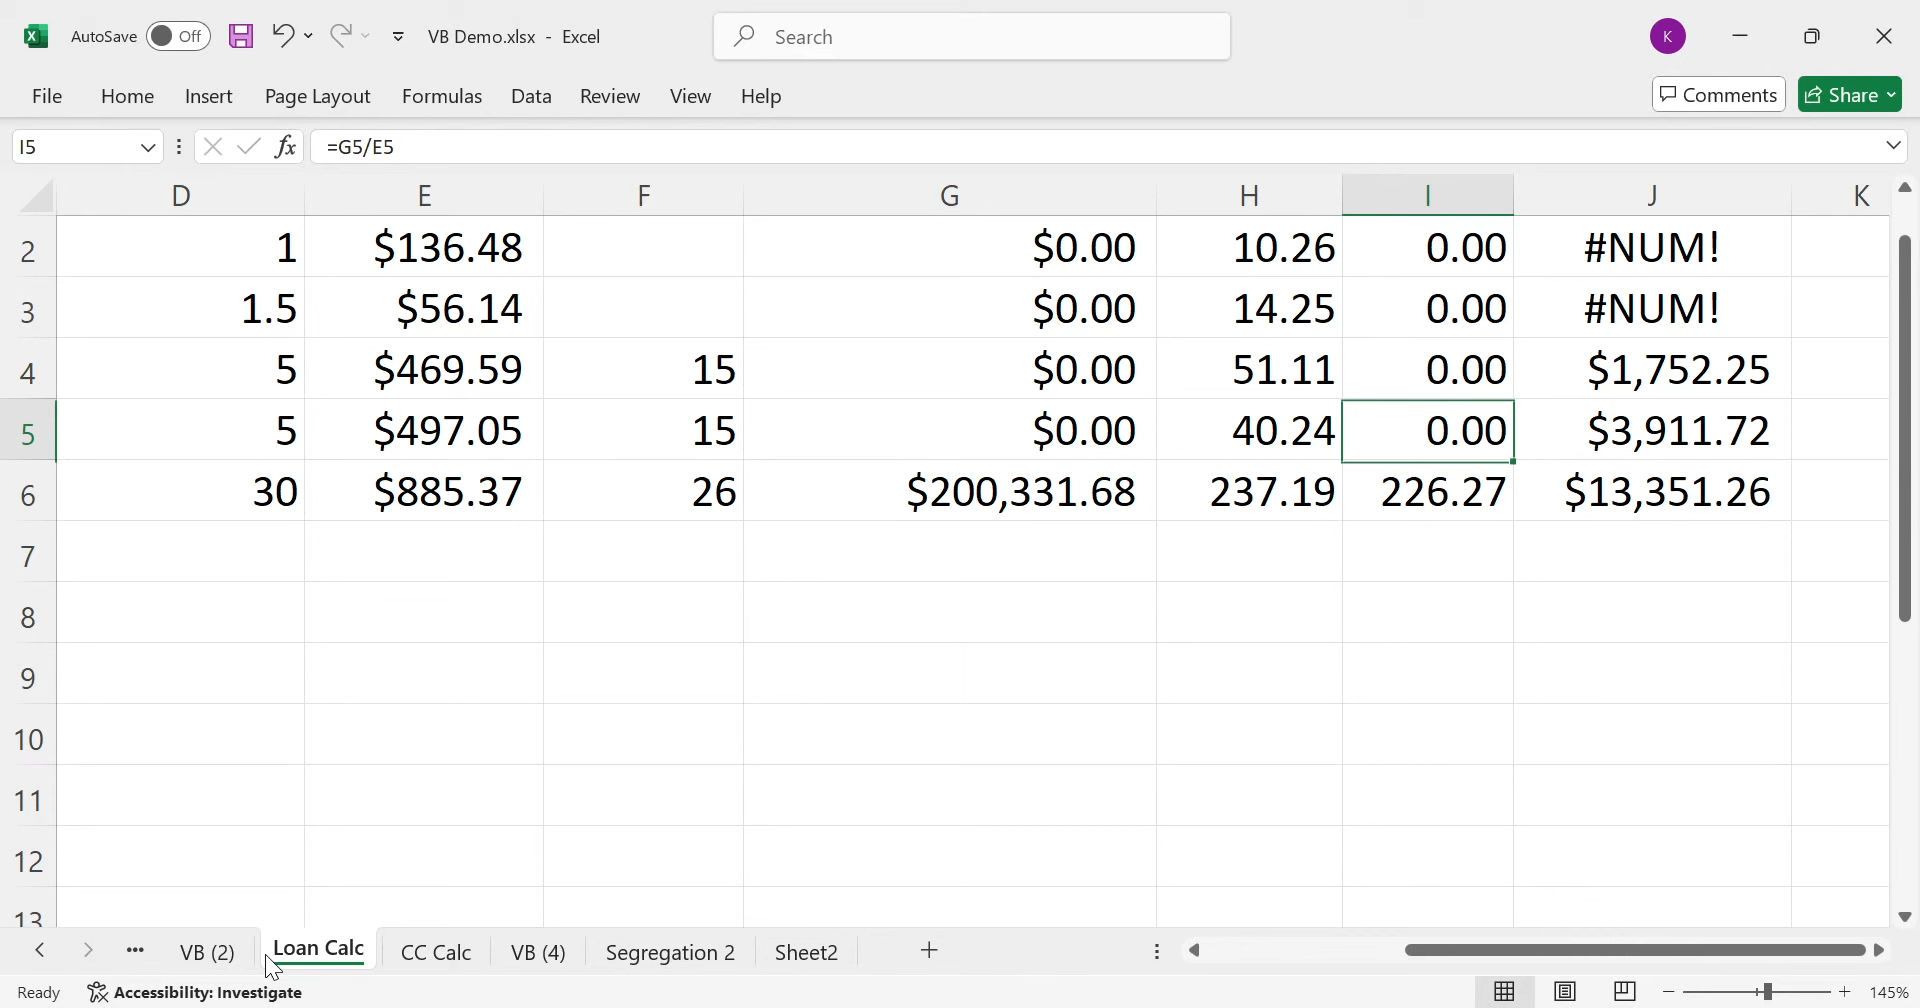 AutoSave Off VB Demo.xlsx - Excel Search K
File Home Insert Page Layout Formulas Data Review View Help Comments Share
I5 fx =G5/E5
D E F G H I J K
2 1 $136.48 $0.00 10.26 0.00 #NUM!
3 1.5 $56.14 $0.00 14.25 0.00 #NUM!
4 5 $469.59 15 $0.00 51.11 0.00 $1,752.25
5 5 $497.05 15 $0.00 40.24 0.00 $3,911.72
6 30 $885.37 26 $200,331.68 237.19 226.27 $13,351.26
7
8
9
10
11
12
13
VB (2) Loan Calc CC Calc VB (4) Segregation 2 Sheet2
Ready Accessibility: Investigate 145%